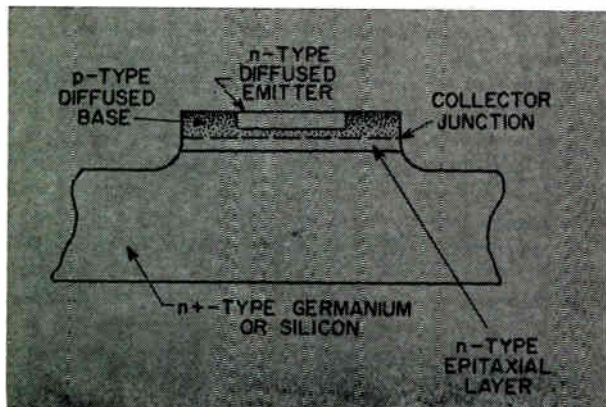 n-TYPE
DIFFUSED
EMITTER
p-TYPE
DIFFUSED
BASE
COLLECTOR
JUNCTION
n+-TYPE GERMANIUM
OR SILICON
n-TYPE
EPITAXIAL
LAYER